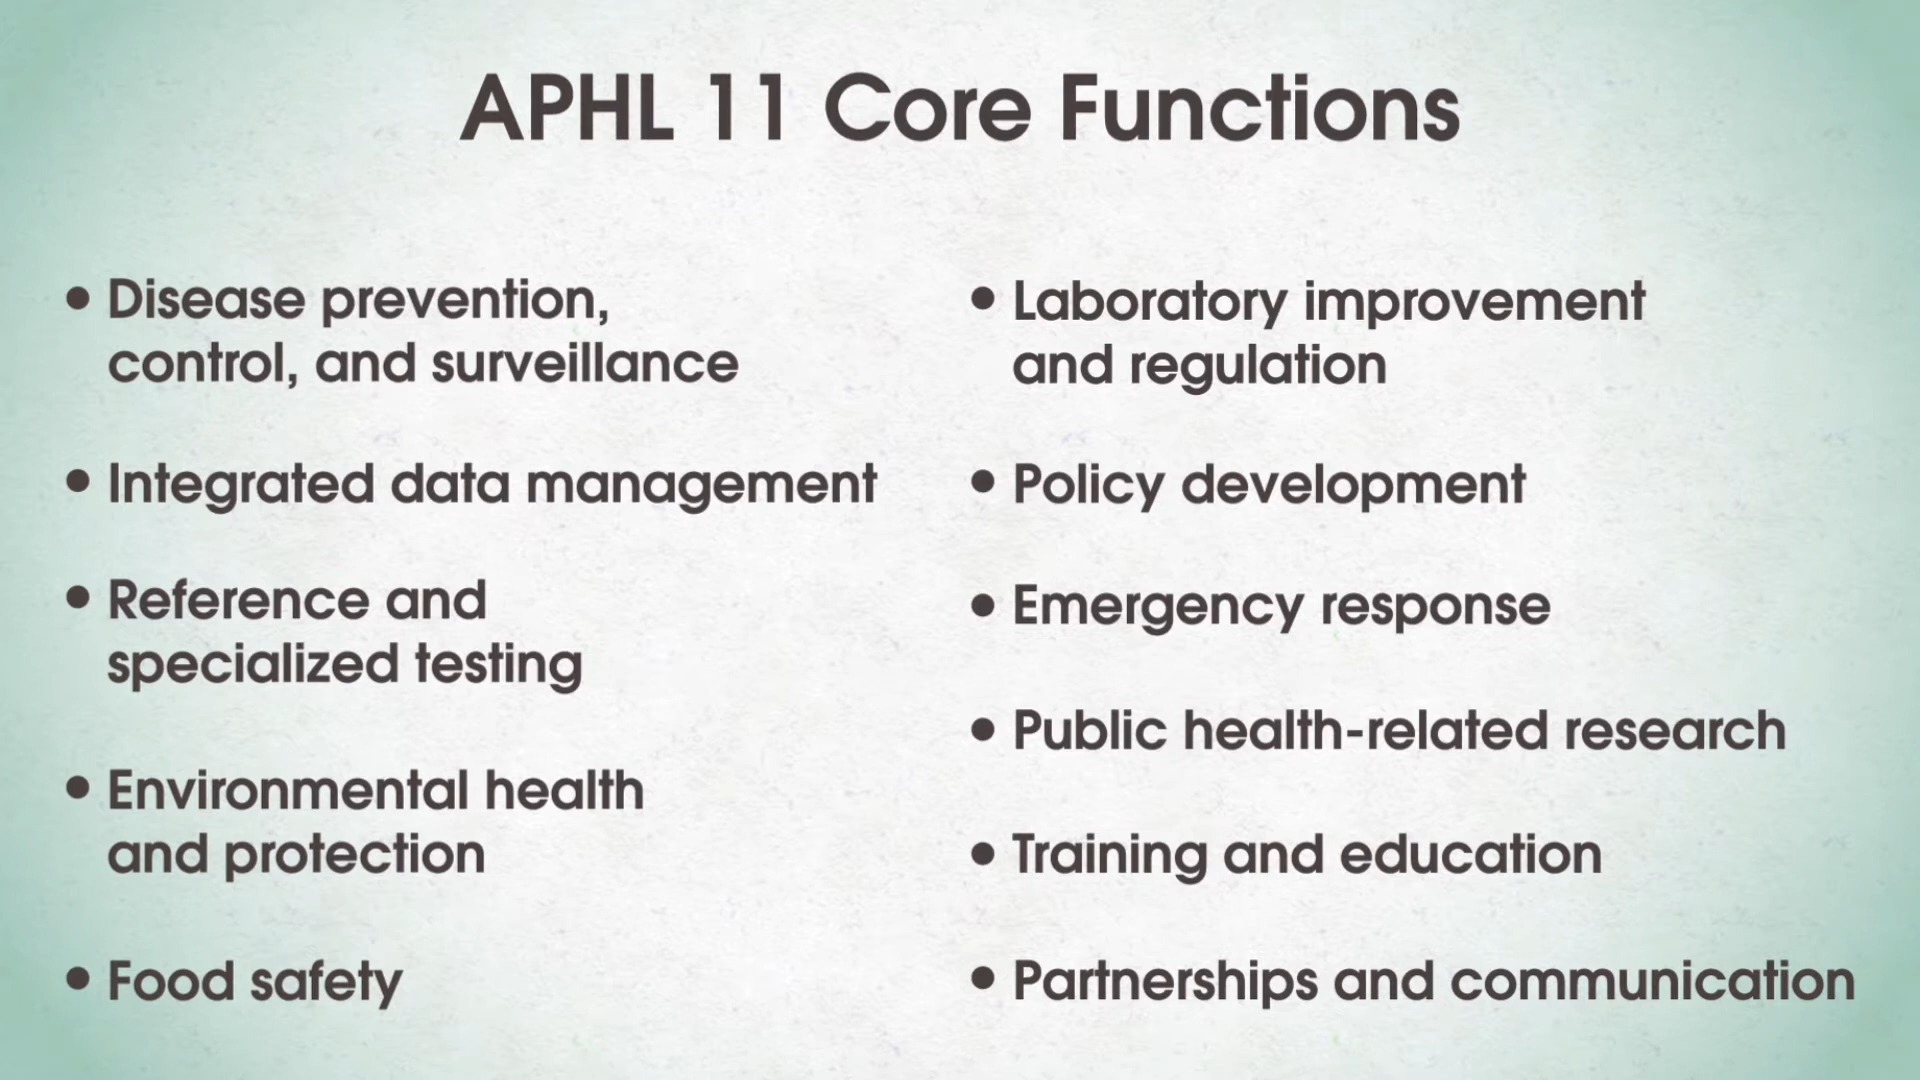 APHL 11 Core Functions
• Disease prevention,
control, and surveillance
• Integrated data management
• Reference and
specialized testing
• Environmental health
and protection
• Food safety
• Laboratory improvement
and regulation
• Policy development
• Emergency response
• Public health-related research
• Training and education
• Partnerships and communication